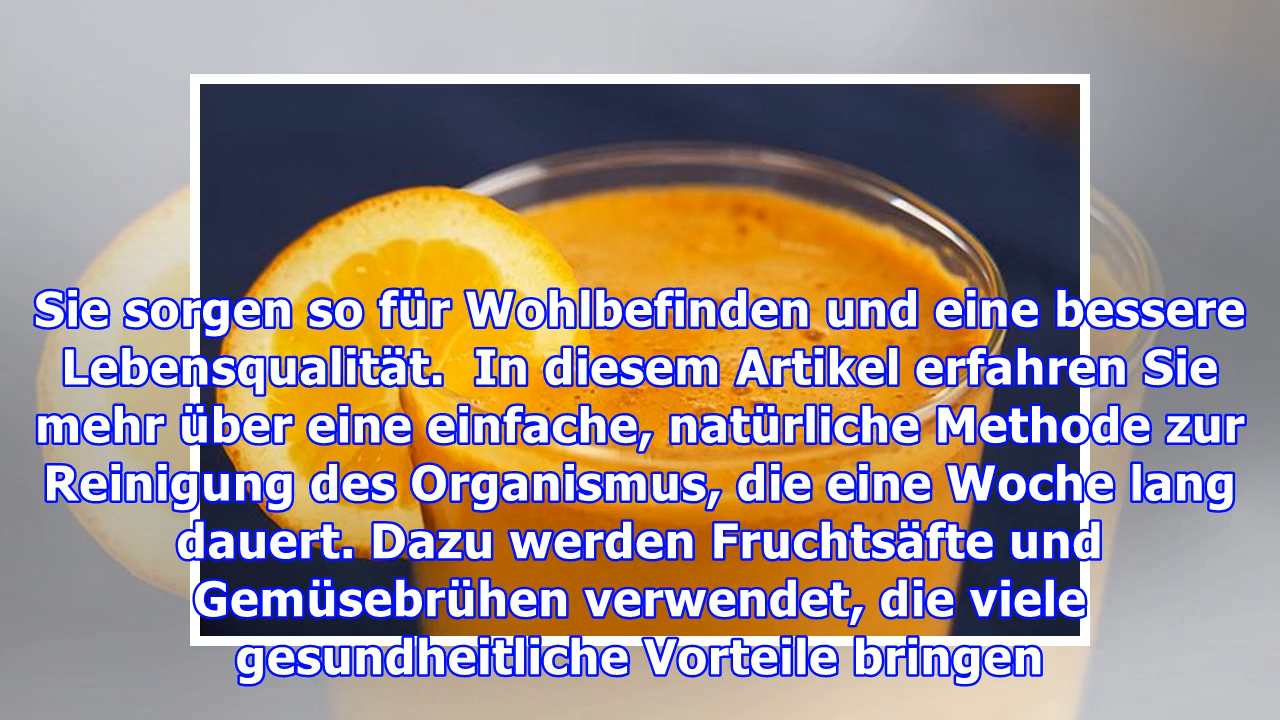 Sie sorgen so für Wohlbefinden und eine bessere
Lebensqualität.  In diesem Artikel erfahren Sie
mehr über eine einfache, natürliche Methode zur
Reinigung des Organismus, die eine Woche lang
dauert. Dazu werden Fruchtsäfte und
Gemüsebrühen verwendet, die viele
gesundheitliche Vorteile bringen